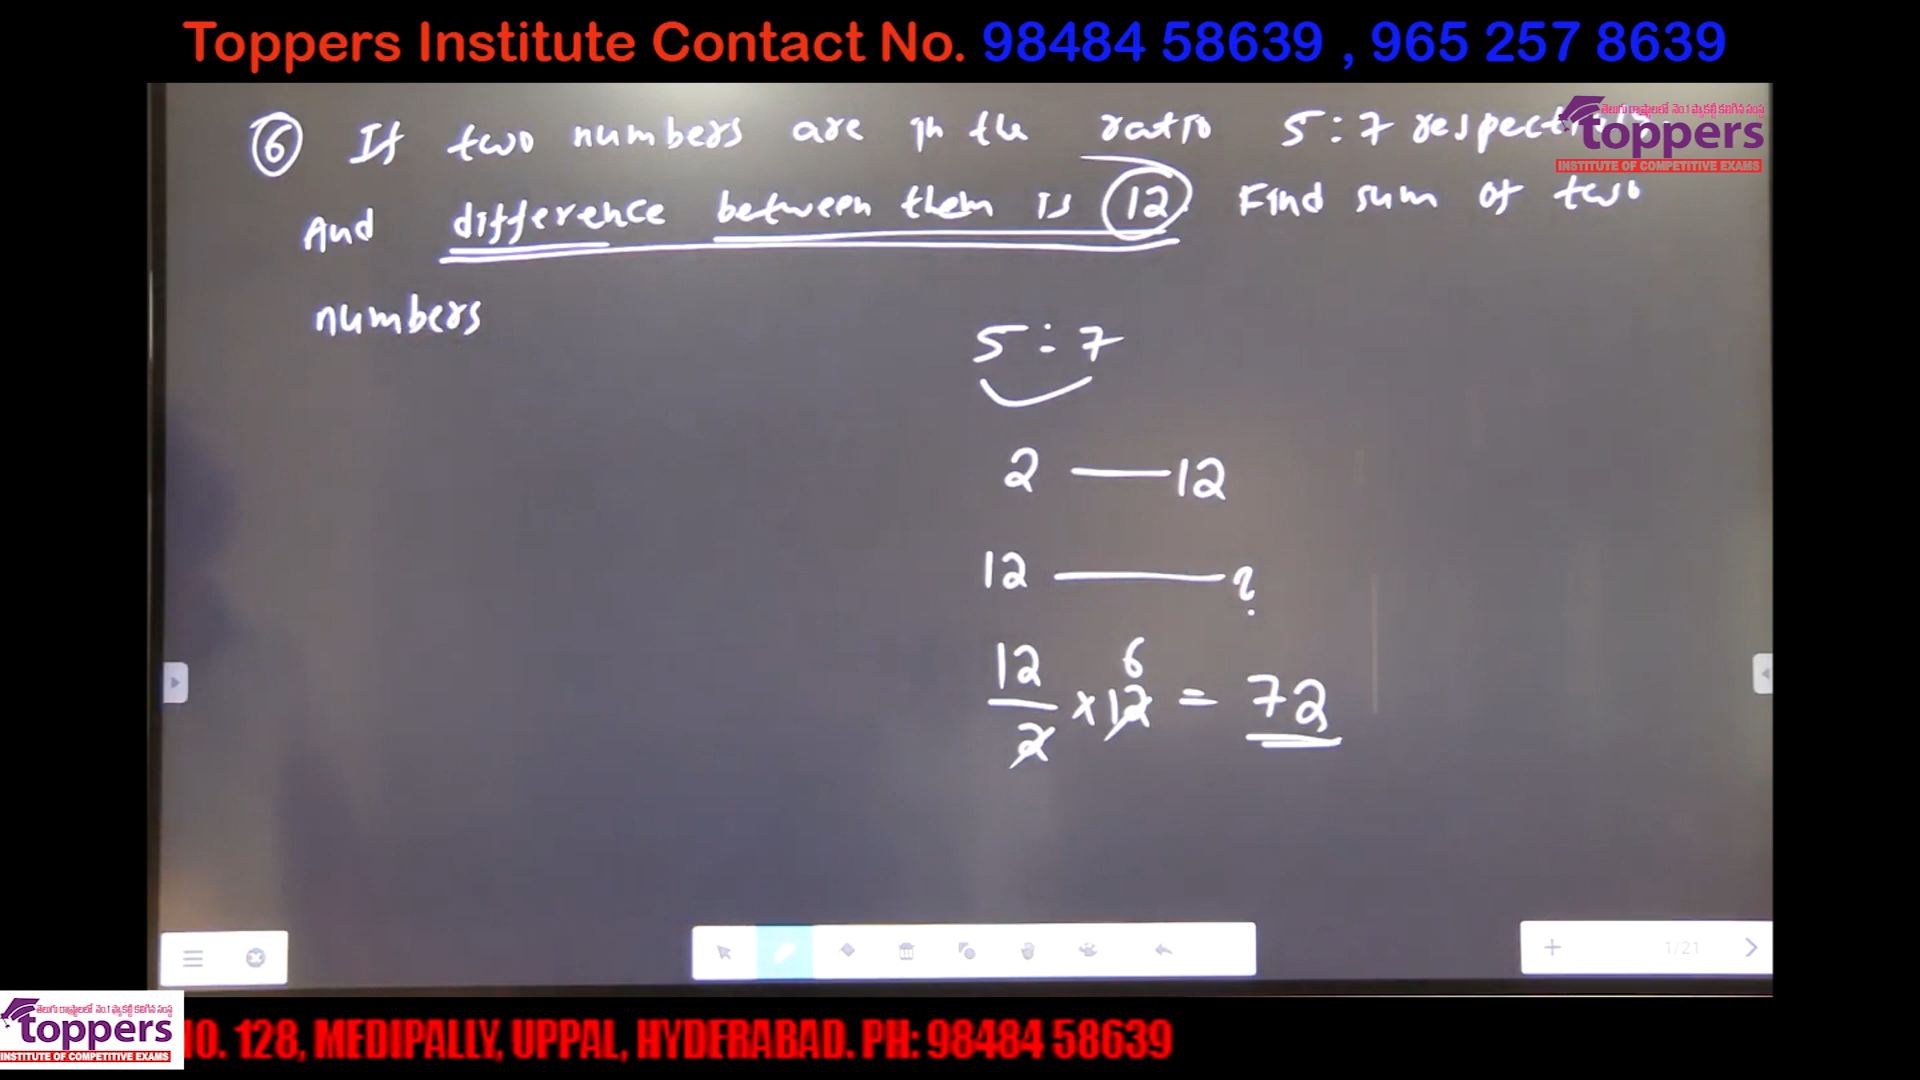 Toppers Institute Contact No. 98484 58639 , 965 257 8639
⑥ If two numbers are in the ratio 5:7
And difference between them is 12. Find sum of two
numbers
5:7
2 — 12
12 — ?
12/2 × 12 6 = 72
toppers
INSTITUTE OF COMPETITIVE EXAMS
1/21
toppers
INSTITUTE OF COMPETITIVE EXAMS
NO. 128, MEDIPALLY, UPPAL, HYDERABAD. PH: 98484 58639